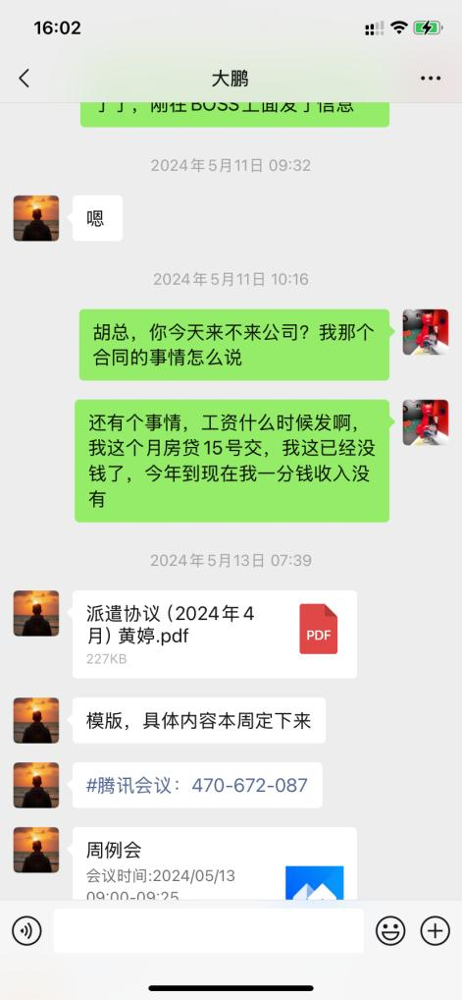 16:02
大鹏
了了，刚在BOSS上面发了信息
2024年5月11日 09:32
嗯
2024年5月11日 10:16
胡总，你今天来不来公司？我那个
合同的事情怎么说
还有个事情，工资什么时候发啊，
我这个月房贷15号交，我这已经没
钱了，今年到现在我一分钱收入没
有
2024年5月13日 07:39
派遣协议 (2024年4
月) 黄婷.pdf
PDF
227KB
模版，具体内容本周定下来
#腾讯会议：470-672-087
周例会
会议时间:2024/05/13
09:00-09:25